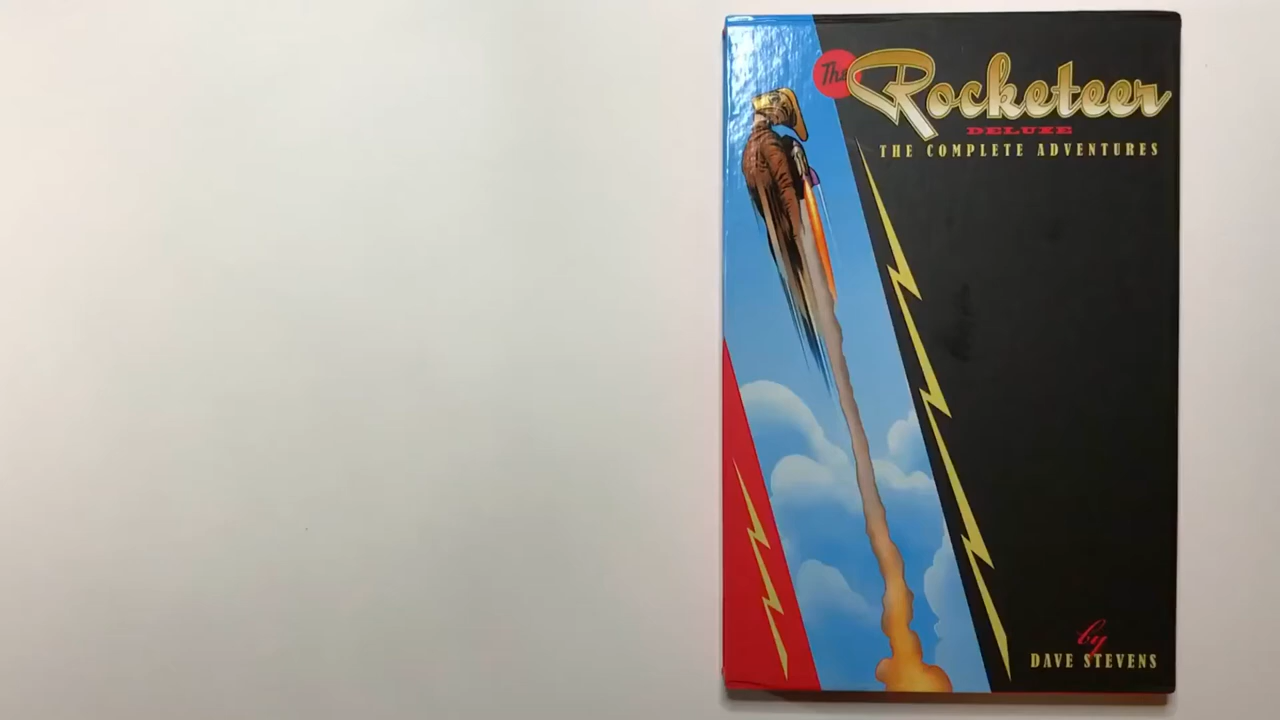 The Rocketeer
DELUXE
THE COMPLETE ADVENTURES
by
DAVE STEVENS